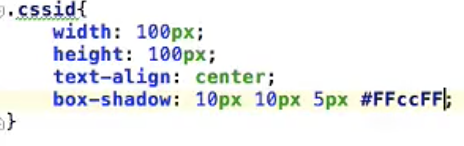 .cssid{
width: 100px;
height: 100px;
text-align: center;
box-shadow: 10px 10px 5px #FFccFF;
}